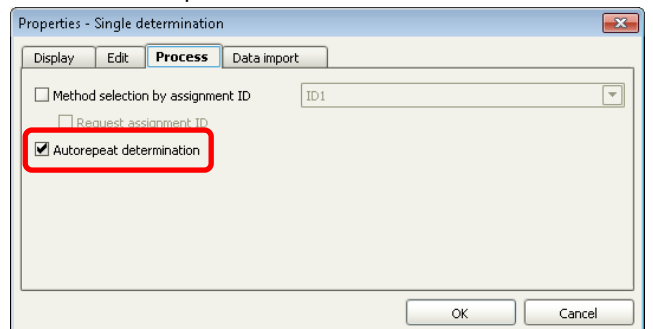 Properties - Single determination
Display Edit Process Data import
Method selection by assignment ID ID1
Request assignment ID
Autorepeat determination
OK Cancel